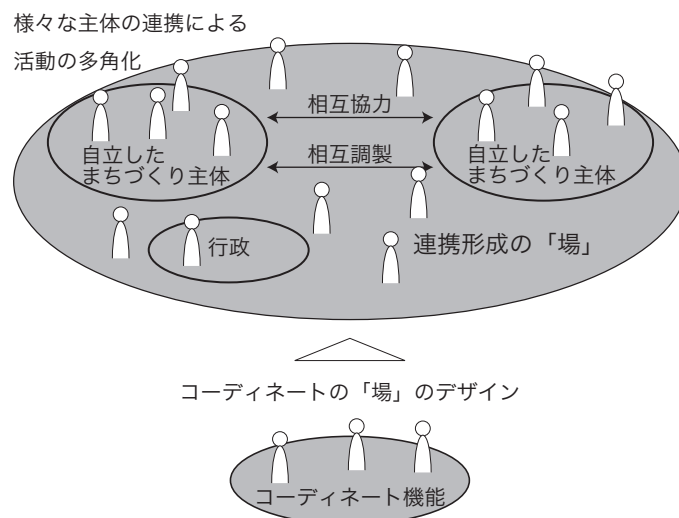 様々な主体の連携による
活動の多角化
相互協力
相互調製
自立した
まちづくり主体
自立した
まちづくり主体
行政
連携形成の「場」
コーディネートの「場」のデザイン
コーディネート機能